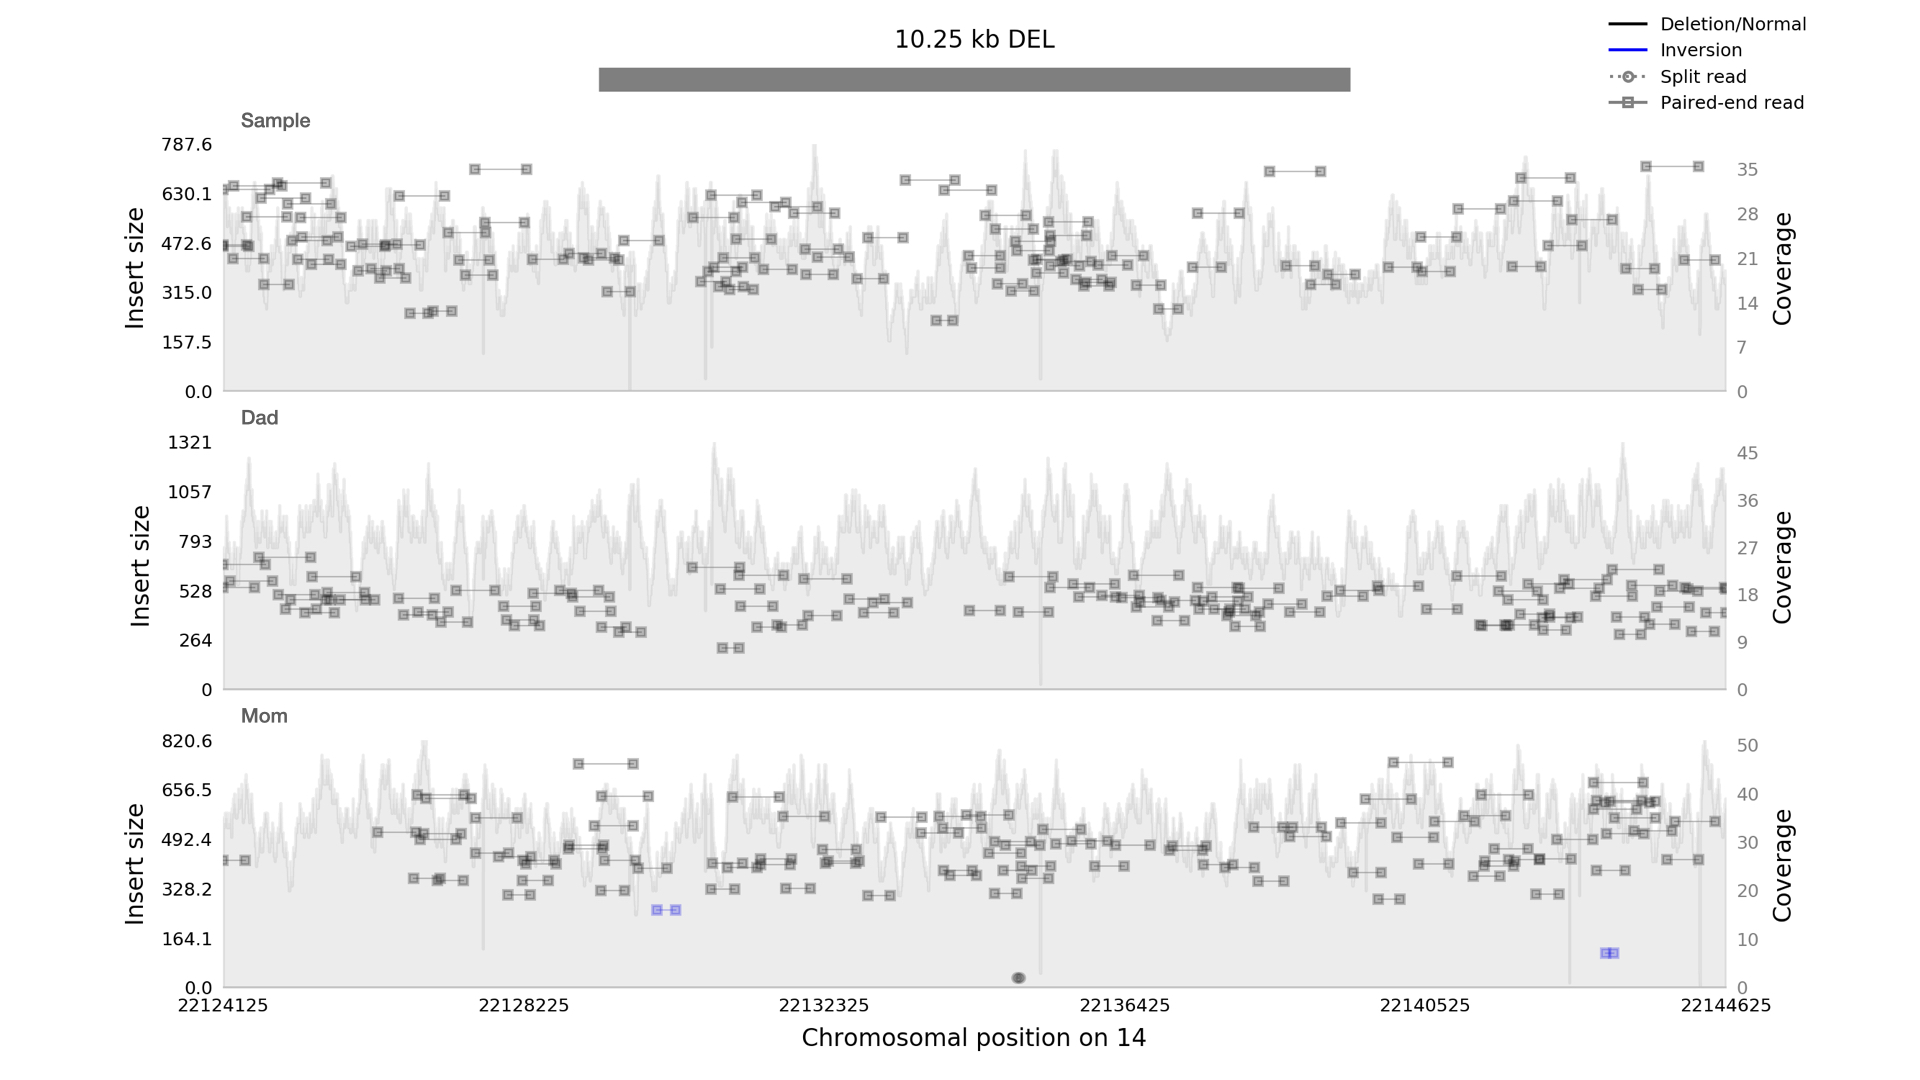 10.25 kb DEL
Deletion/Normal
Inversion
Split read
Paired-end read
Sample
787.6
630.1
472.6
315.0
157.5
0.0
Insert size
35
28
21
14
7
0
Coverage
Dad
1321
1057
793
528
264
0
Insert size
45
36
27
18
9
0
Coverage
Mom
820.6
656.5
492.4
328.2
164.1
0.0
Insert size
50
40
30
20
10
0
Coverage
22124125 22128225 22132325 22136425 22140525 22144625
Chromosomal position on 14